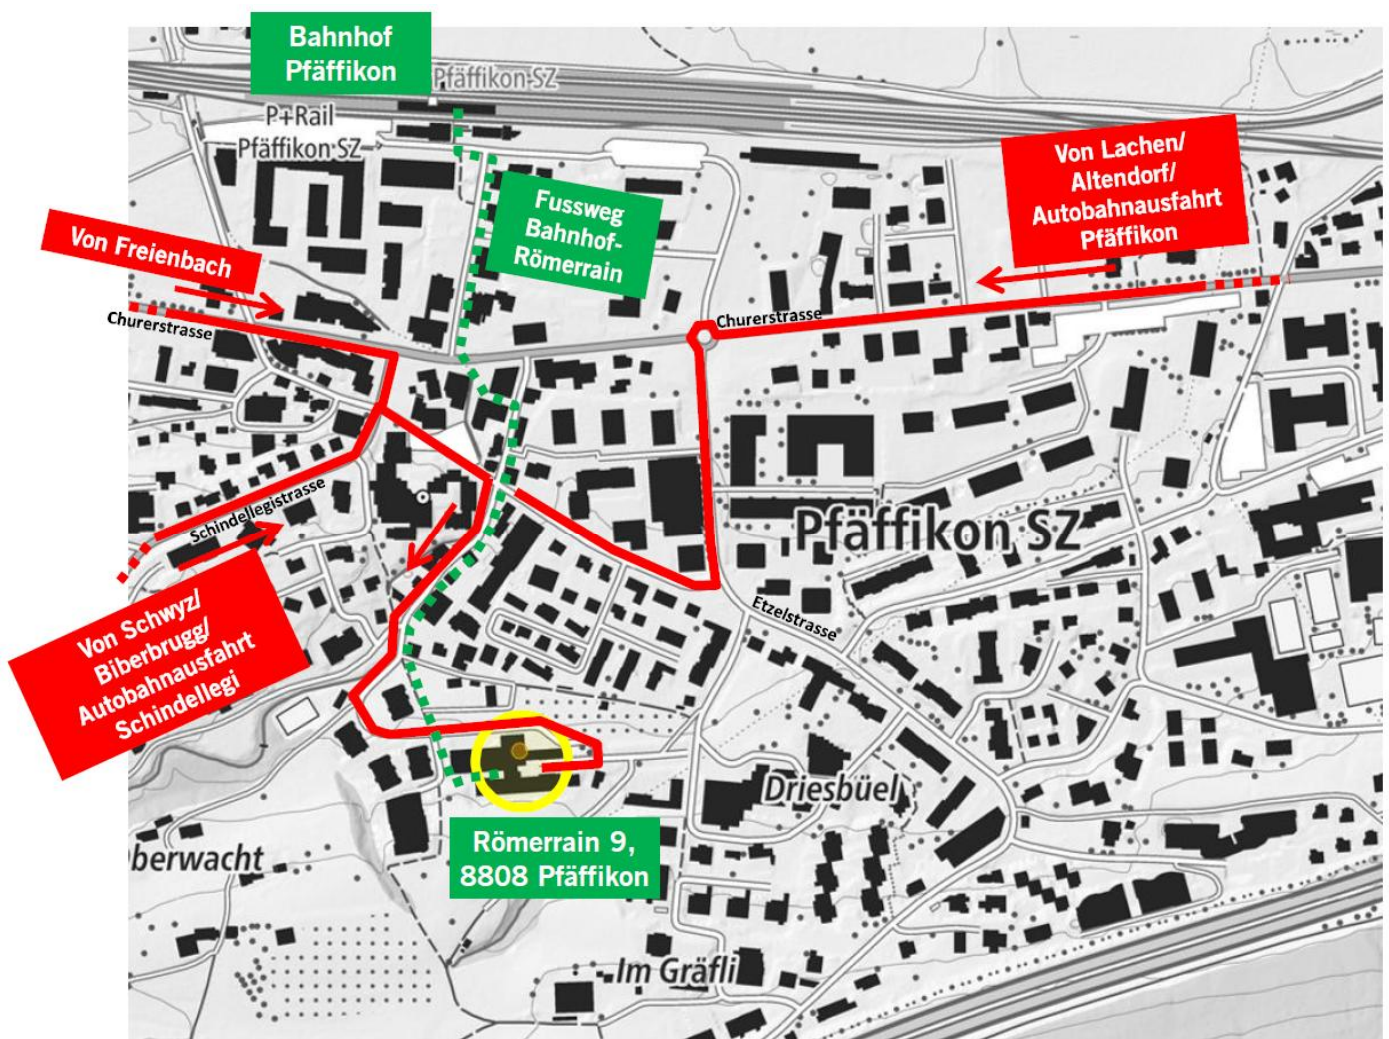 Bahnhof
Pfäffikon
Pfäffikon SZ
P+Rail
Pfäffikon SZ
Von Lachen/
Altendorf/
Autobahnausfahrt
Pfäffikon
Fussweg
Bahnhof-
Römerrain
Von Freienbach
Churerstrasse
Churerstrasse
Schindellegistrasse
Pfäffikon SZ
Etzelstrasse
Von Schwyz/
Biberbrugg/
Autobahnausfahrt
Schindellegi
Driesbüel
Römerrain 9,
8808 Pfäffikon
berwacht
Im Gräfli